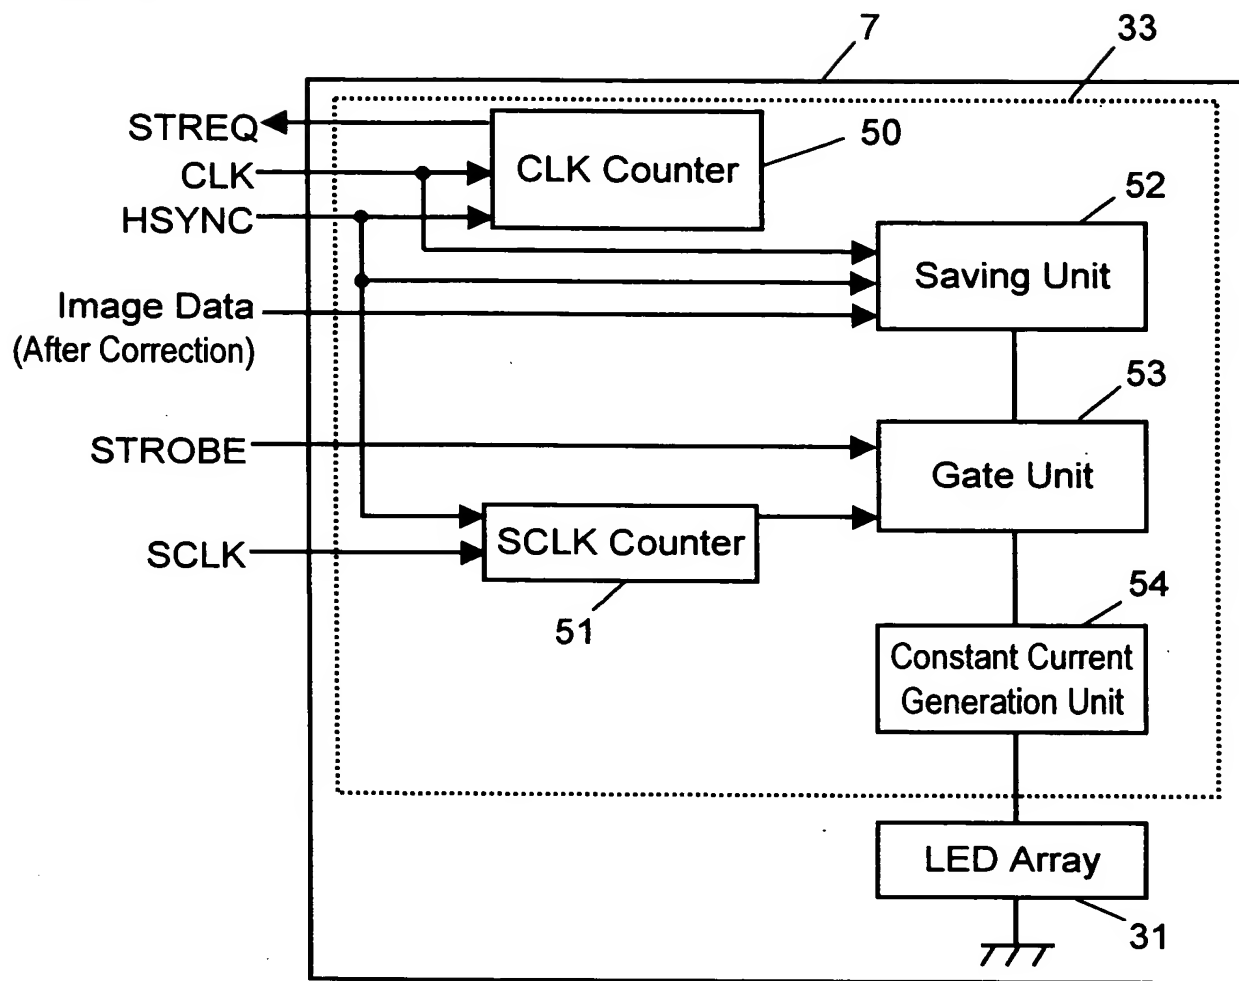 7
33
STREQ
CLK
HSYNC
CLK Counter
50
52
Saving Unit
Image Data
(After Correction)
53
STROBE
Gate Unit
SCLK
SCLK Counter
51
54
Constant Current
Generation Unit
LED Array
31